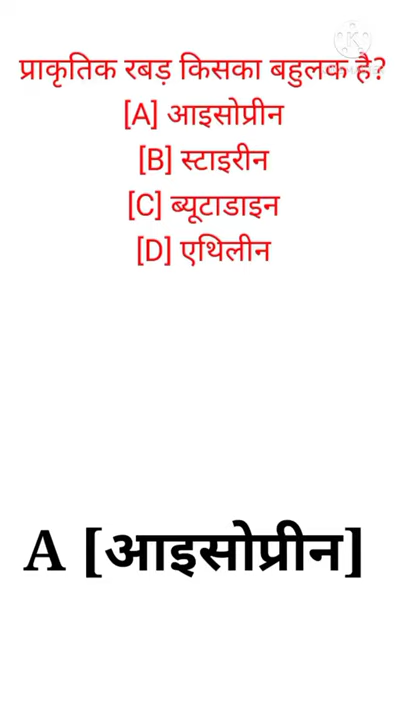 प्राकृतिक रबड़ किसका बहुलक है?
[A] आइसोप्रीन
[B] स्टाइरीन
[C] ब्यूटाडाइन
[D] एथिलीन
A [आइसोप्रीन]